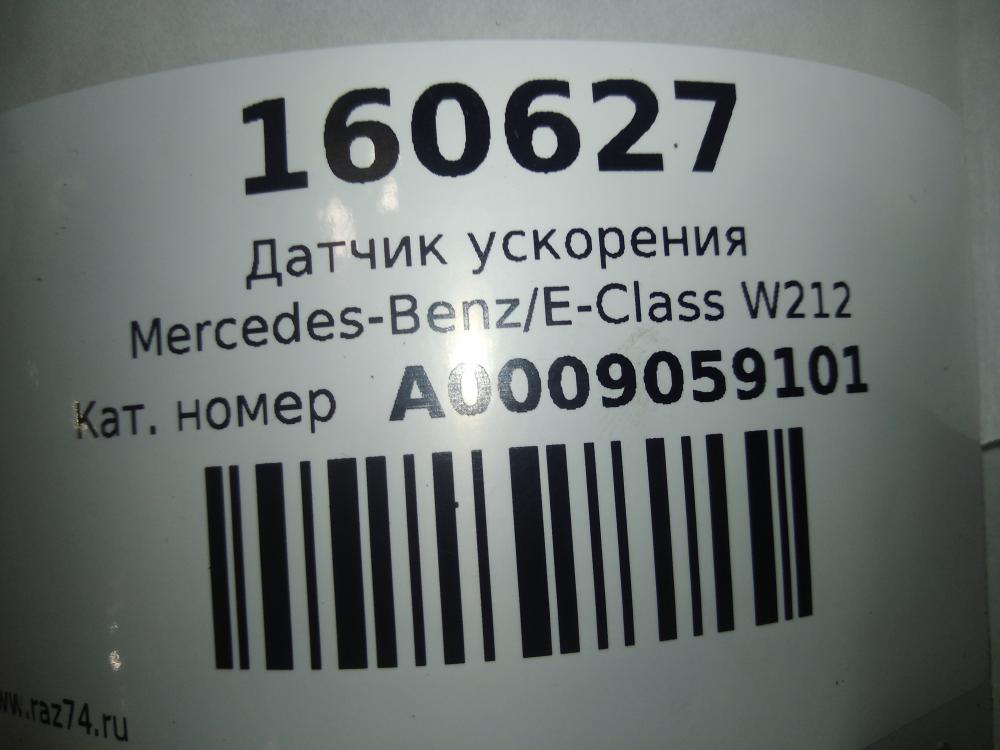 160627
Датчик ускорения
Mercedes-Benz/E-Class W212
Кат. номер A0009059101
www.raz74.ru